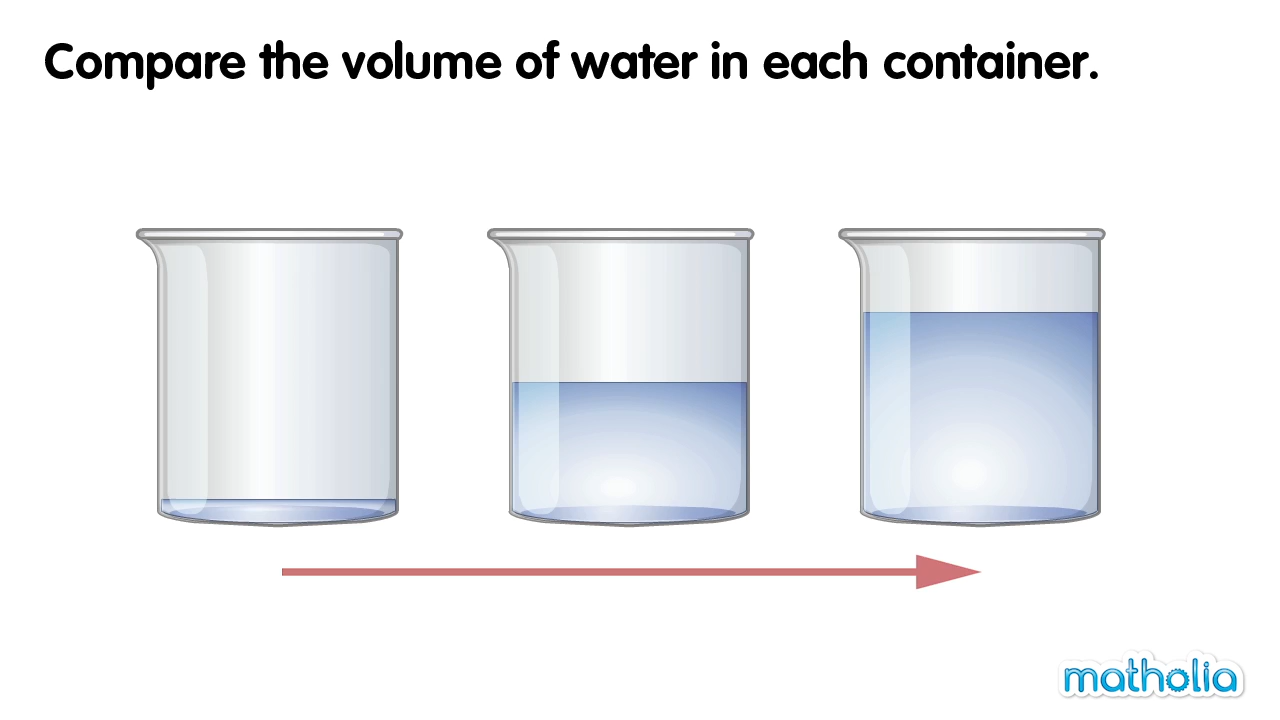 Compare the volume of water in each container.
matholia